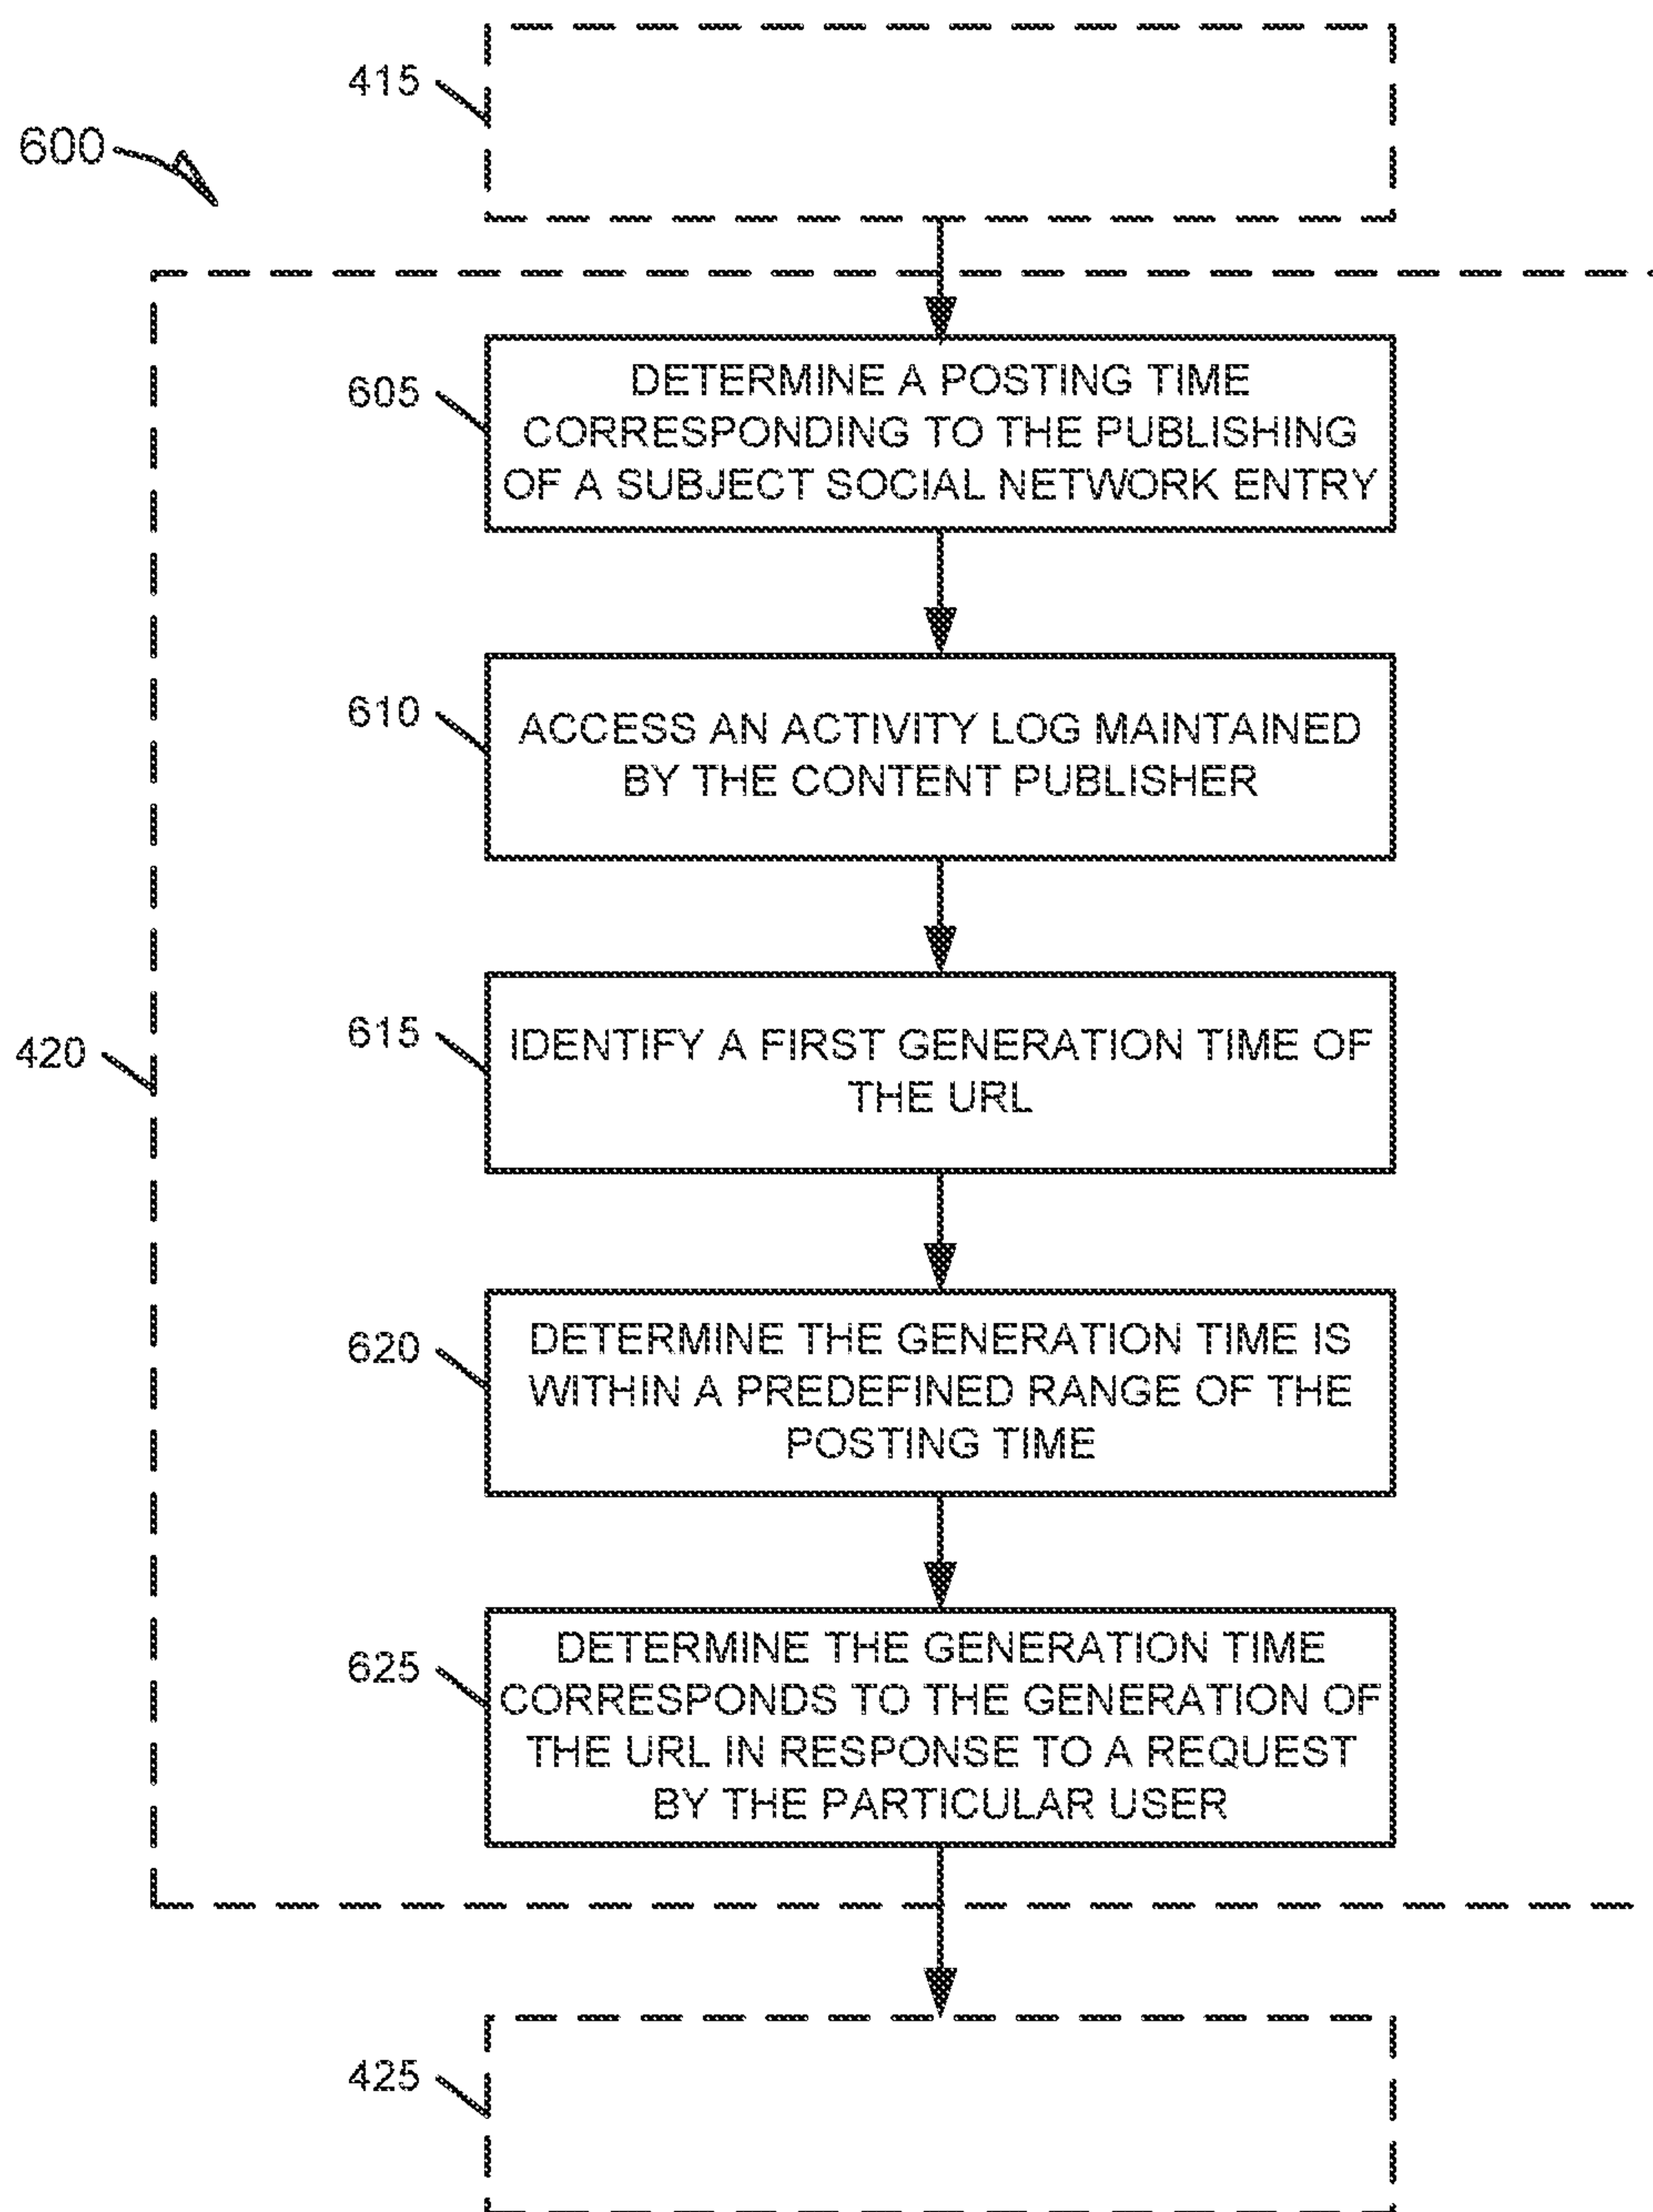 415
600
605
DETERMINE A POSTING TIME
CORRESPONDING TO THE PUBLISHING
OF A SUBJECT SOCIAL NETWORK ENTRY
610
ACCESS AN ACTIVITY LOG MAINTAINED
BY THE CONTENT PUBLISHER
420
615
IDENTIFY A FIRST GENERATION TIME OF
THE URL
620
DETERMINE THE GENERATION TIME IS
WITHIN A PREDEFINED RANGE OF THE
POSTING TIME
625
DETERMINE THE GENERATION TIME
CORRESPONDS TO THE GENERATION OF
THE URL IN RESPONSE TO A REQUEST
BY THE PARTICULAR USER
425